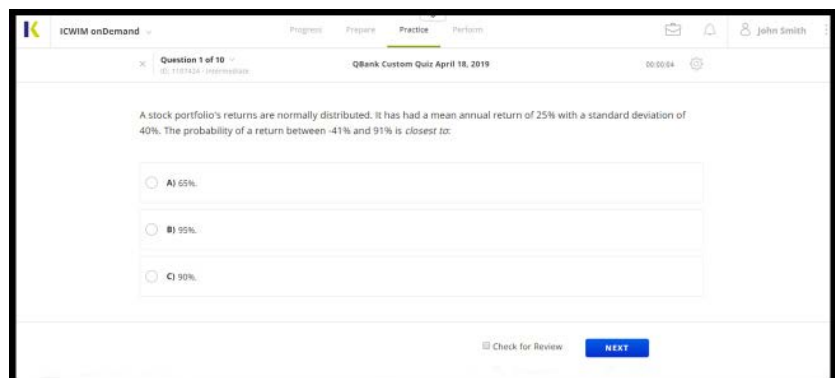 ICWIM onDemand Progress Prepare Practice Perform John Smith
Question 1 of 10 QBank Custom Quiz April 18, 2019 00:00:04
ID: 1107424 - Intermediate
A stock portfolio's returns are normally distributed. It has had a mean annual return of 25% with a standard deviation of
40%. The probability of a return between -41% and 91% is closest to:
A) 65%.
B) 95%.
C) 90%.
Check for Review NEXT